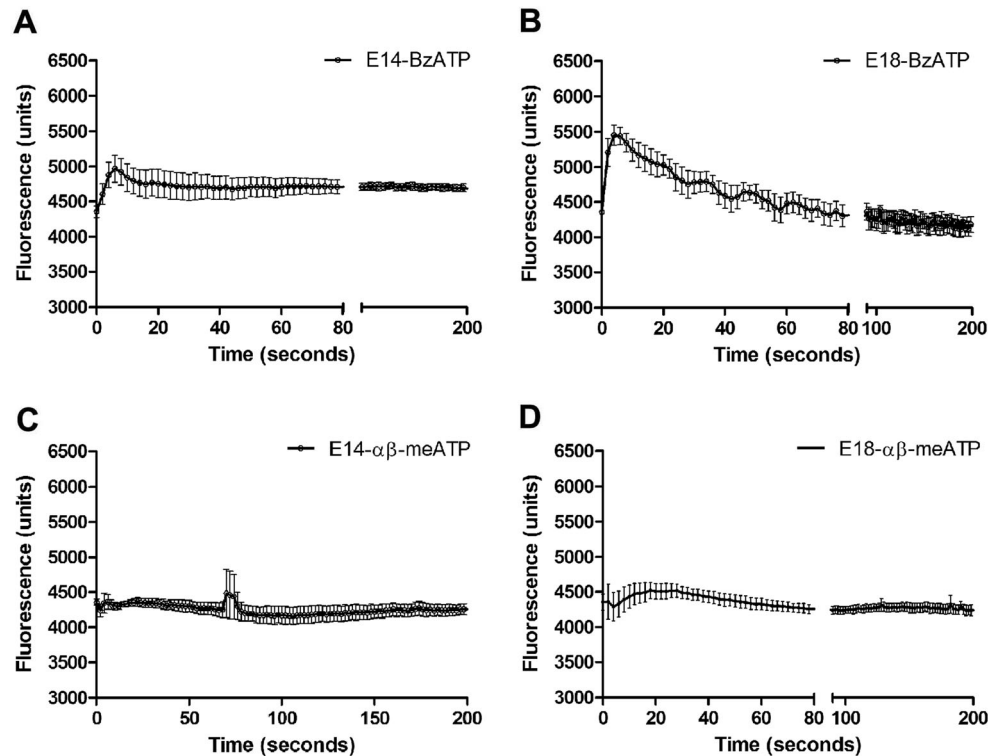 A
E14-BzATP
Fluorescence (units)
6500
6000
5500
5000
4500
4000
3500
3000
0 20 40 60 80 200
Time (seconds)
B
E18-BzATP
Fluorescence (units)
6500
6000
5500
5000
4500
4000
3500
3000
0 20 40 60 80 100 200
Time (seconds)
C
E14-αβ-meATP
Fluorescence (units)
6500
6000
5500
5000
4500
4000
3500
3000
0 50 100 150 200
Time (seconds)
D
E18-αβ-meATP
Fluorescence (units)
6500
6000
5500
5000
4500
4000
3500
3000
0 20 40 60 80 100 200
Time (seconds)